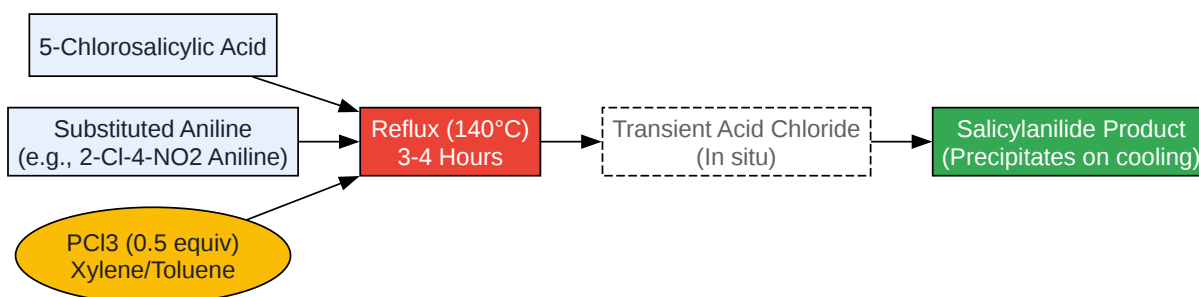 5-Chlorosalicylic Acid
Substituted Aniline
(e.g., 2-Cl-4-NO2 Aniline)
PCl3 (0.5 equiv)
Xylene/Toluene
Reflux (140°C)
3-4 Hours
Transient Acid Chloride
(In situ)
Salicylanilide Product
(Precipitates on cooling)